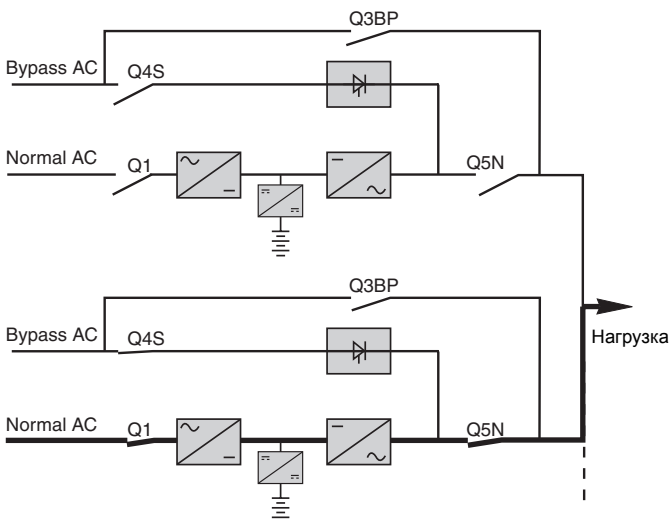 Q3BP
Bypass AC
Q4S
Normal AC
Q1
Q5N
Q3BP
Bypass AC
Q4S
Нагрузка
Normal AC
Q1
Q5N